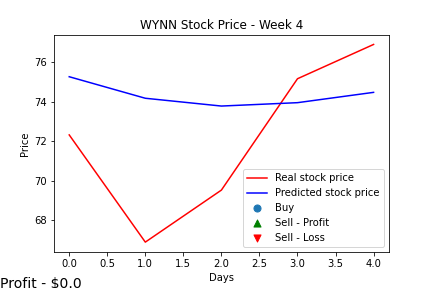 WYNN Stock Price - Week 4
Price
76
74
72
70
68
Real stock price
Predicted stock price
Buy
Sell - Profit
Sell - Loss
0.0 0.5 1.0 1.5 2.0 2.5 3.0 3.5 4.0
Days
Profit - $0.0